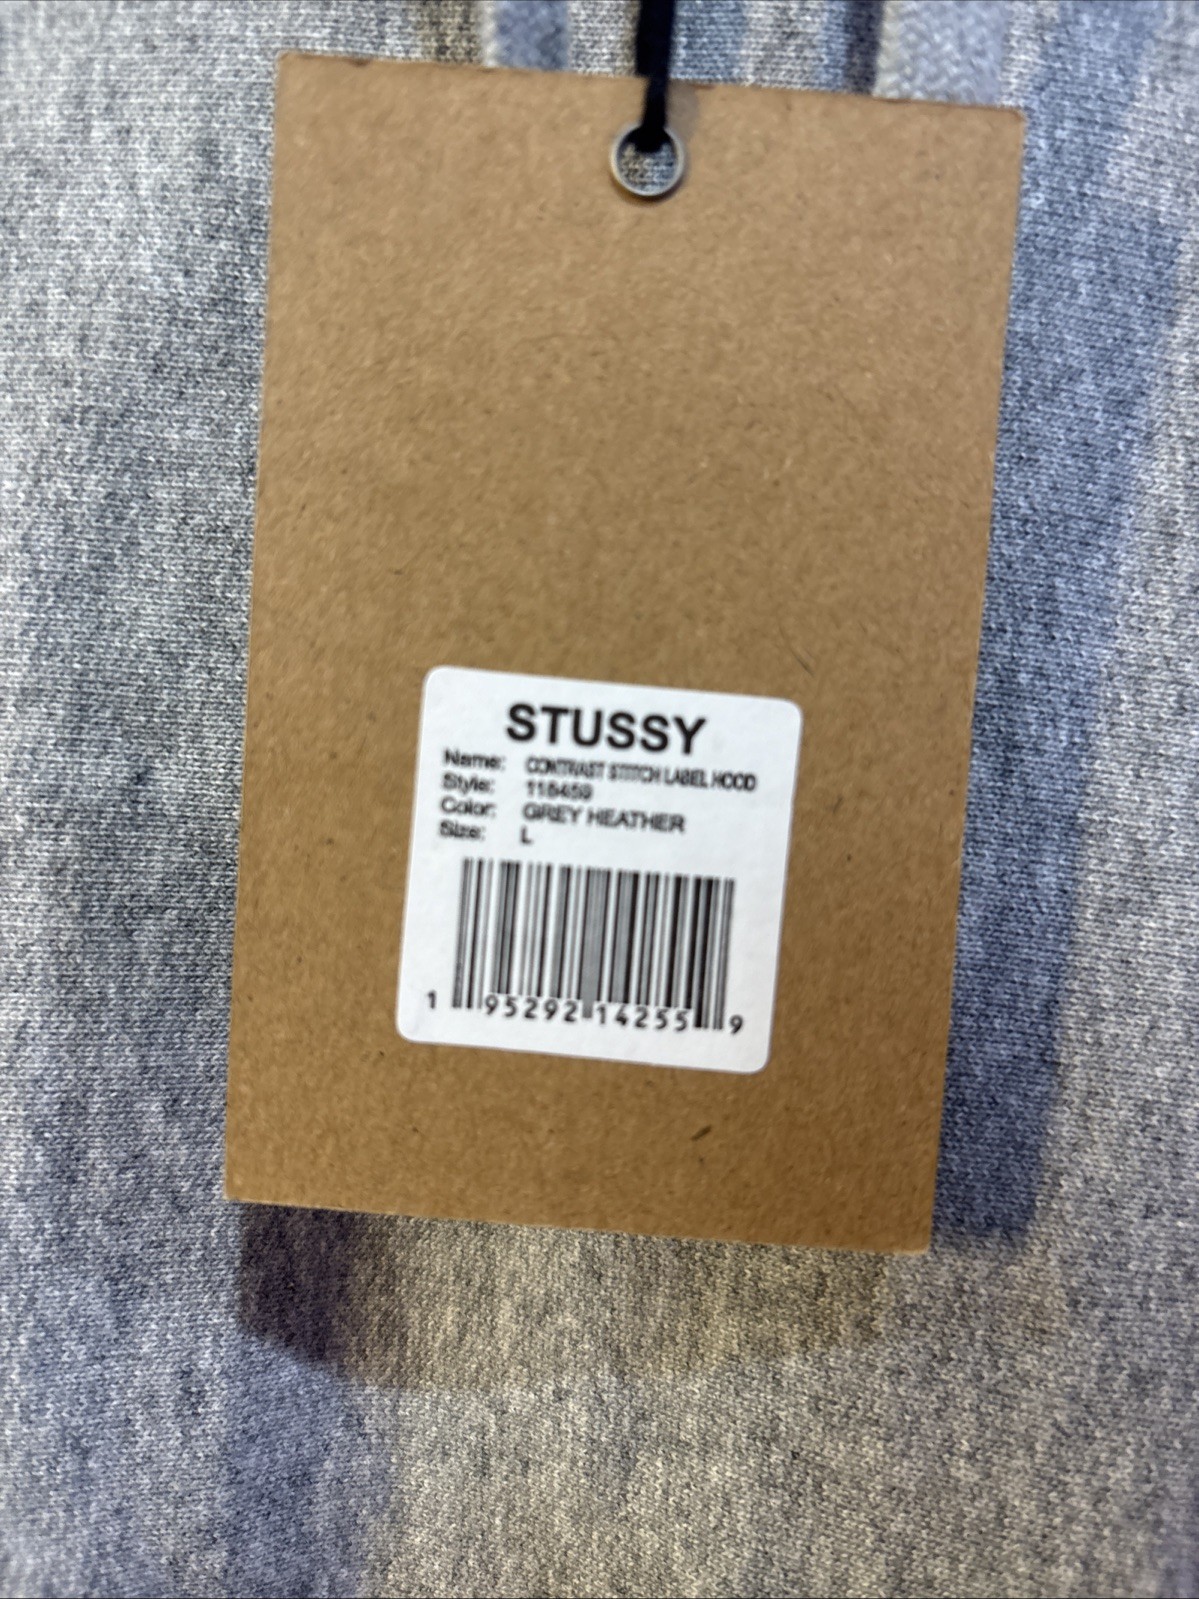 STUSSY
Name: CONTRAST STITCH LABEL HOOD
Style: 118459
Color: GREY HEATHER
Size: L
1 95292 14255 9